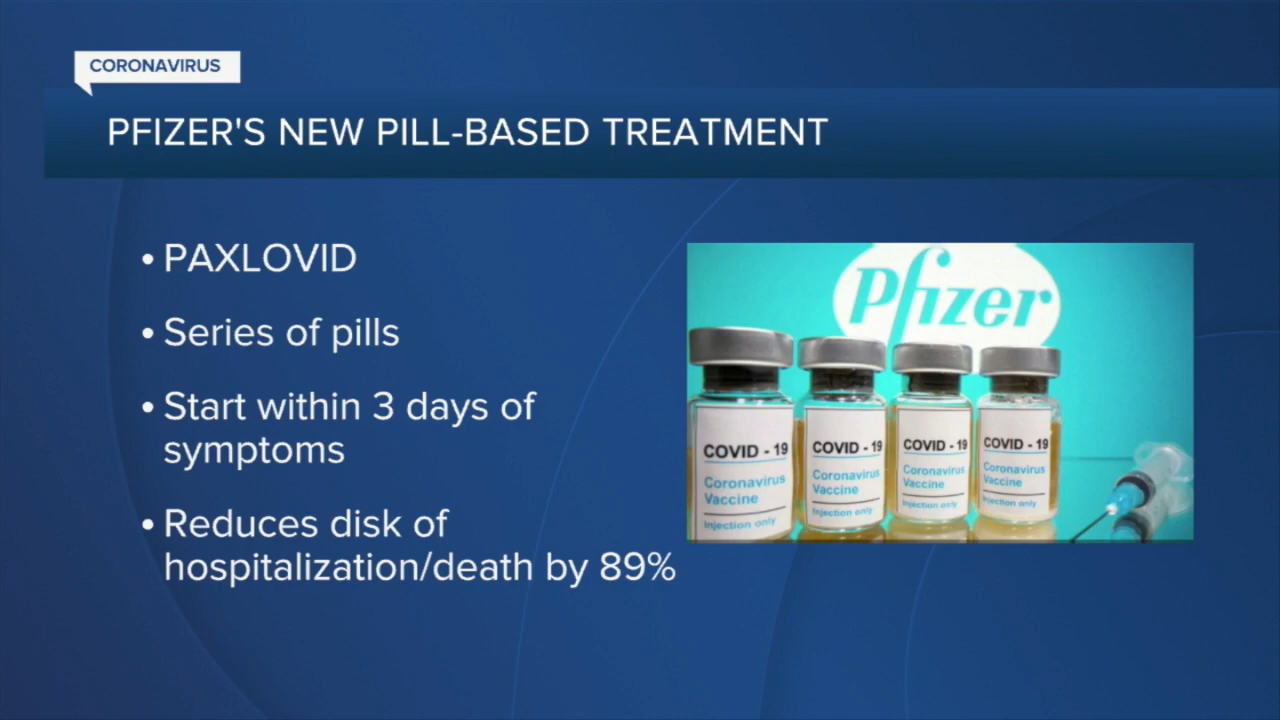 CORONAVIRUS
PFIZER'S NEW PILL-BASED TREATMENT
• PAXLOVID
• Series of pills
• Start within 3 days of
symptoms
• Reduces disk of
hospitalization/death by 89%
Pfizer
COVID - 19
Coronavirus
Vaccine
Injection only
COVID - 19
Coronavirus
Vaccine
Injection only
COVID - 19
Coronavirus
Vaccine
Injection only
COVID - 19
Coronavirus
Vaccine
Injection only